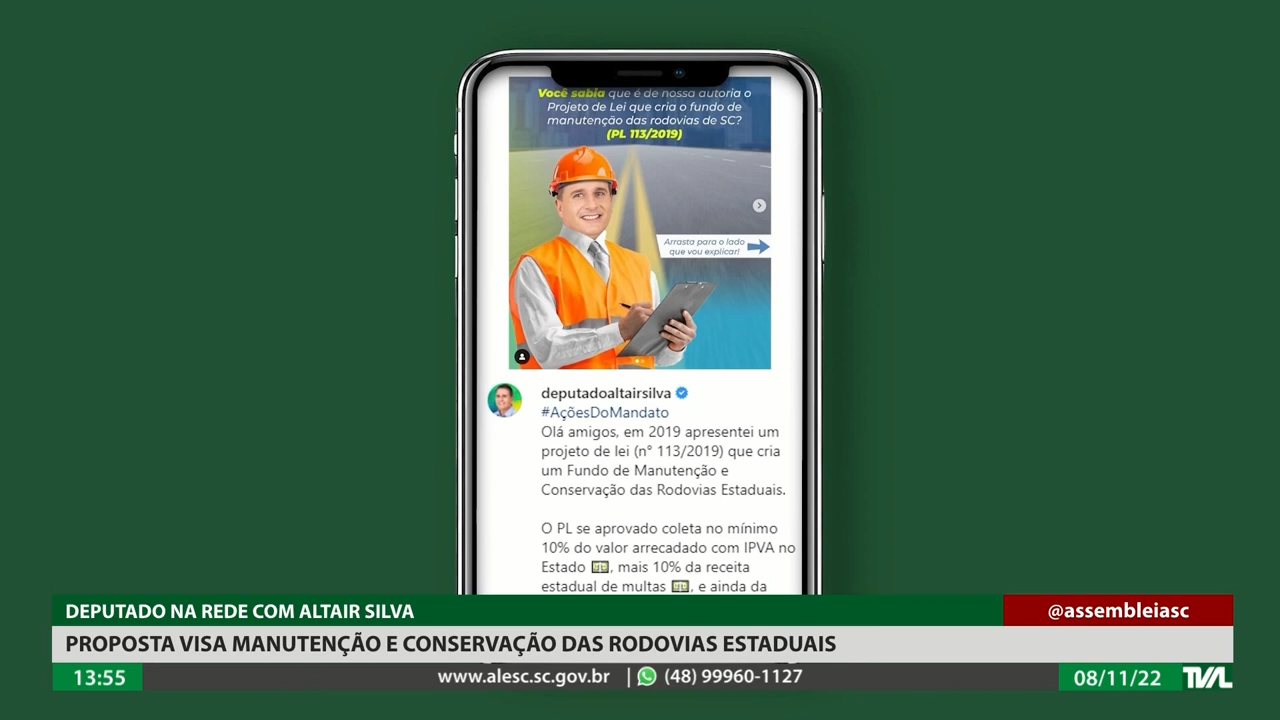 Você sabia que é de nossa autoria o
Projeto de Lei que cria o fundo de
manutenção das rodovias de SC?
(PL 113/2019)
Arrasta para o lado
que vou explicar!
deputadoaltairsilva
#AçõesDoMandato
Olá amigos, em 2019 apresentei um
projeto de lei (n° 113/2019) que cria
um Fundo de Manutenção e
Conservação das Rodovias Estaduais.
O PL se aprovado coleta no mínimo
10% do valor arrecadado com IPVA no
Estado 💵, mais 10% da receita
estadual de multas 💵, e ainda da
DEPUTADO NA REDE COM ALTAIR SILVA
@assembleiasc
PROPOSTA VISA MANUTENÇÃO E CONSERVAÇÃO DAS RODOVIAS ESTADUAIS
13:55
www.alesc.sc.gov.br | (48) 99960-1127
08/11/22
TVAL